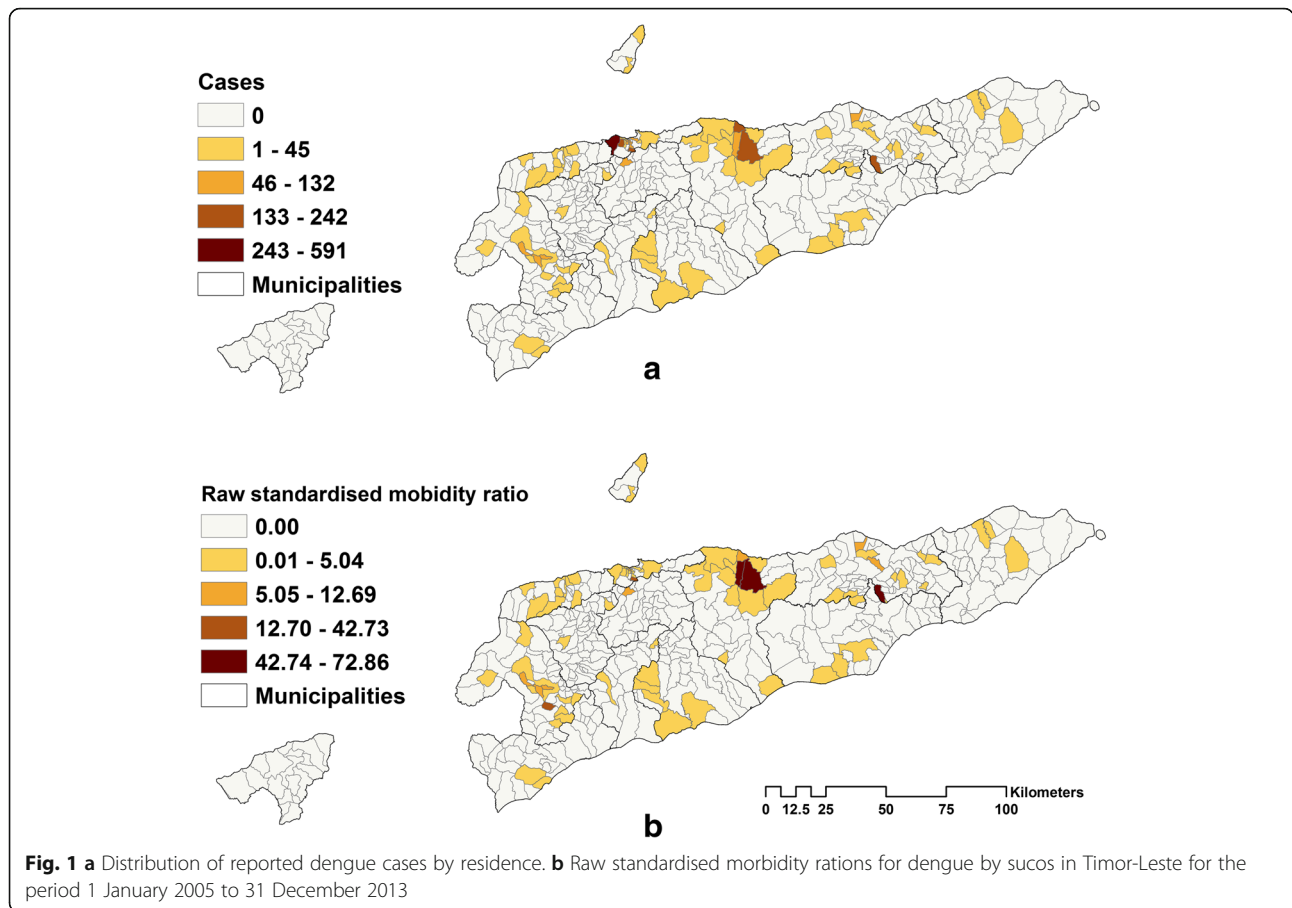 Cases
0
1 - 45
46 - 132
133 - 242
243 - 591
Municipalities
a
Raw standardised mobidity ratio
0.00
0.01 - 5.04
5.05 - 12.69
12.70 - 42.73
42.74 - 72.86
Municipalities
Kilometers
0 12.5 25 50 75 100
b
Fig. 1 a Distribution of reported dengue cases by residence. b Raw standardised morbidity rations for dengue by sucos in Timor-Leste for the
period 1 January 2005 to 31 December 2013